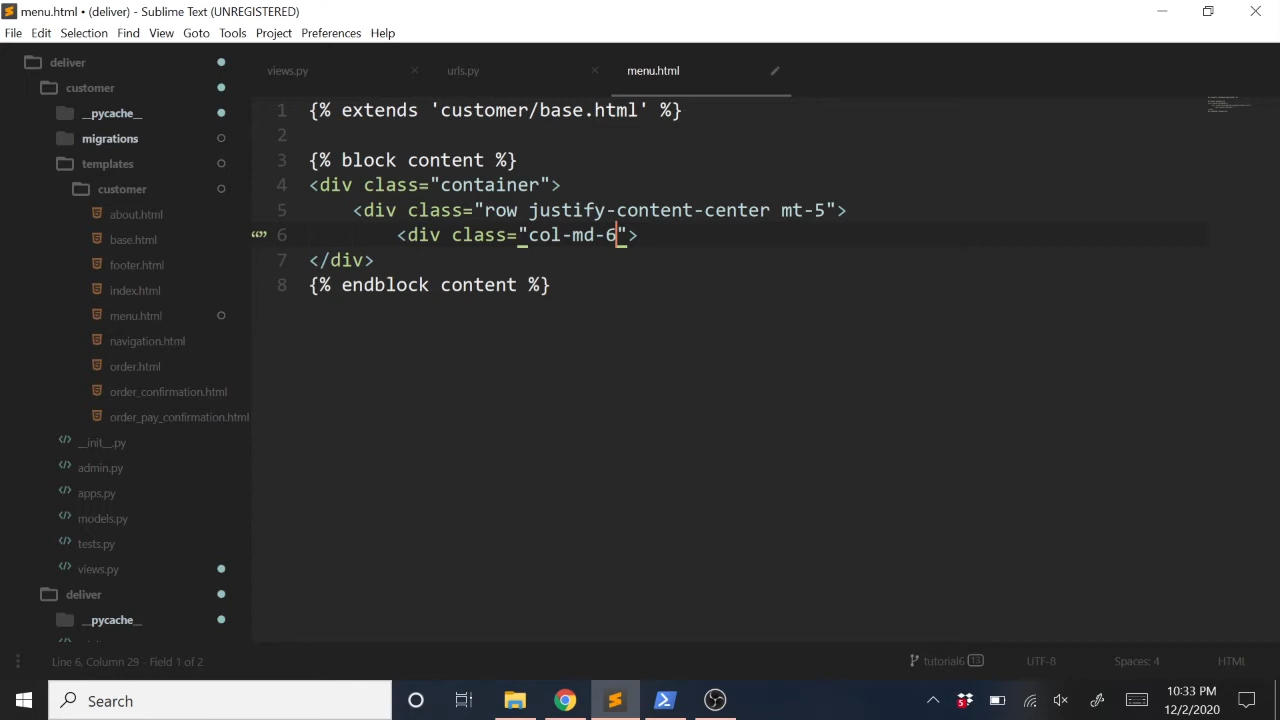 menu.html • (deliver) - Sublime Text (UNREGISTERED)
File Edit Selection Find View Goto Tools Project Preferences Help
deliver
customer
__pycache__
migrations
templates
customer
about.html
base.html
footer.html
index.html
menu.html
navigation.html
order.html
order_confirmation.html
order_pay_confirmation.html
__init__.py
admin.py
apps.py
models.py
tests.py
views.py
deliver
__pycache__
views.py urls.py menu.html
1 {% extends 'customer/base.html' %}
2
3 {% block content %}
4 <div class="container">
5 <div class="row justify-content-center mt-5">
6 <div class="col-md-6">
7 </div>
8 {% endblock content %}
Line 6, Column 29 - Field 1 of 2 tutorial6 13 UTF-8 Spaces: 4 HTML
Search
10:33 PM
12/2/2020